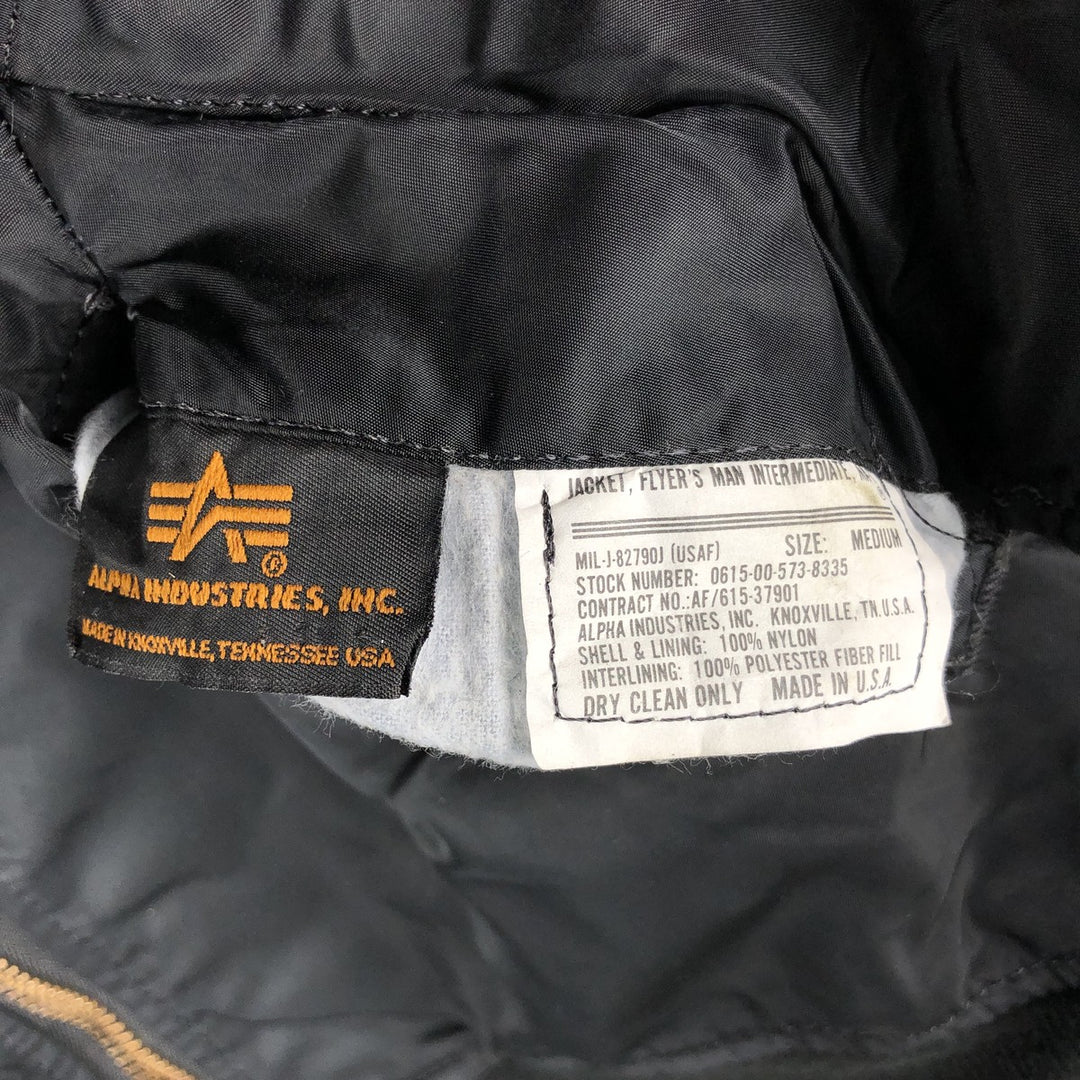 ®
ALPHA INDUSTRIES, INC.
MADE IN KNOXVILLE, TENNESSEE USA
JACKET, FLYER'S MAN INTERMEDIATE,
MIL-J-82790J (USAF) SIZE: MEDIUM
STOCK NUMBER: 0615-00-573-8335
CONTRACT NO.:AF/615-37901
ALPHA INDUSTRIES, INC. KNOXVILLE, TN.U.S.A.
SHELL & LINING: 100% NYLON
INTERLINING: 100% POLYESTER FIBER FILL
DRY CLEAN ONLY MADE IN U.S.A.